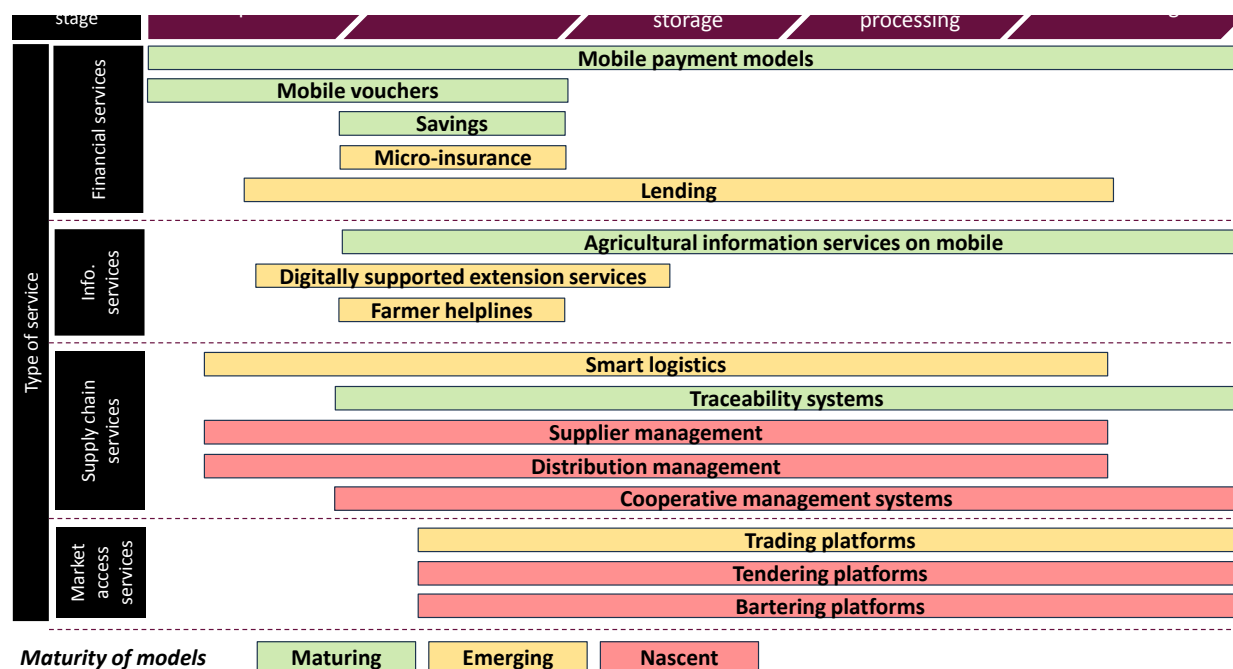 stage
storage
processing
Type of service
Financial services
Mobile payment models
Mobile vouchers
Savings
Micro-insurance
Lending
Info.
services
Agricultural information services on mobile
Digitally supported extension services
Farmer helplines
Supply chain
services
Smart logistics
Traceability systems
Supplier management
Distribution management
Cooperative management systems
Market
access
services
Trading platforms
Tendering platforms
Bartering platforms
Maturity of models
Maturing
Emerging
Nascent